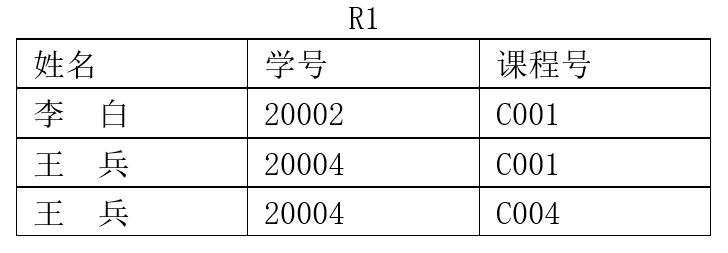 R1
姓名 学号 课程号
李 白 20002 C001
王 兵 20004 C001
王 兵 20004 C004